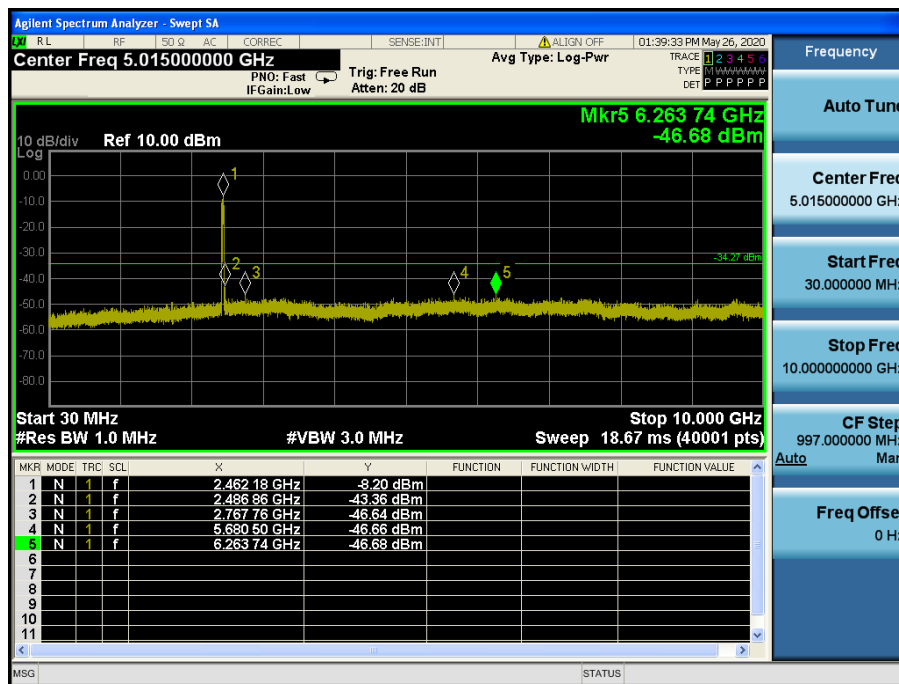 Agilent Spectrum Analyzer - Swept SA
LXI RL RF 50 Ω AC CORREC SENSE:INT ALIGN OFF 01:39:33 PM May 26, 2020
Center Freq 5.015000000 GHz
PNO: Fast
IFGain:Low
Trig: Free Run
Atten: 20 dB
Avg Type: Log-Pwr
TRACE 1 2 3 4 5 6
TYPE M WWWWW
DET P P P P P P
Mkr5 6.263 74 GHz
-46.68 dBm
10 dB/div Ref 10.00 dBm
Log
0.00
-10.0
-20.0
-30.0
-40.0
-50.0
-60.0
-70.0
-80.0
1
2
3
4
5
-34.27 dBm
Start 30 MHz Stop 10.000 GHz
#Res BW 1.0 MHz #VBW 3.0 MHz Sweep 18.67 ms (40001 pts)
MKR MODE TRC SCL X Y FUNCTION FUNCTION WIDTH FUNCTION VALUE
1 N 1 f 2.462 18 GHz -8.20 dBm
2 N 1 f 2.486 86 GHz -43.36 dBm
3 N 1 f 2.767 76 GHz -46.64 dBm
4 N 1 f 5.680 50 GHz -46.66 dBm
5 N 1 f 6.263 74 GHz -46.68 dBm
6
7
8
9
10
11
MSG STATUS
Frequency
Auto Tune
Center Freq
5.015000000 GHz
Start Freq
30.000000 MHz
Stop Freq
10.000000000 GHz
CF Step
997.000000 MHz
Auto Man
Freq Offset
0 Hz